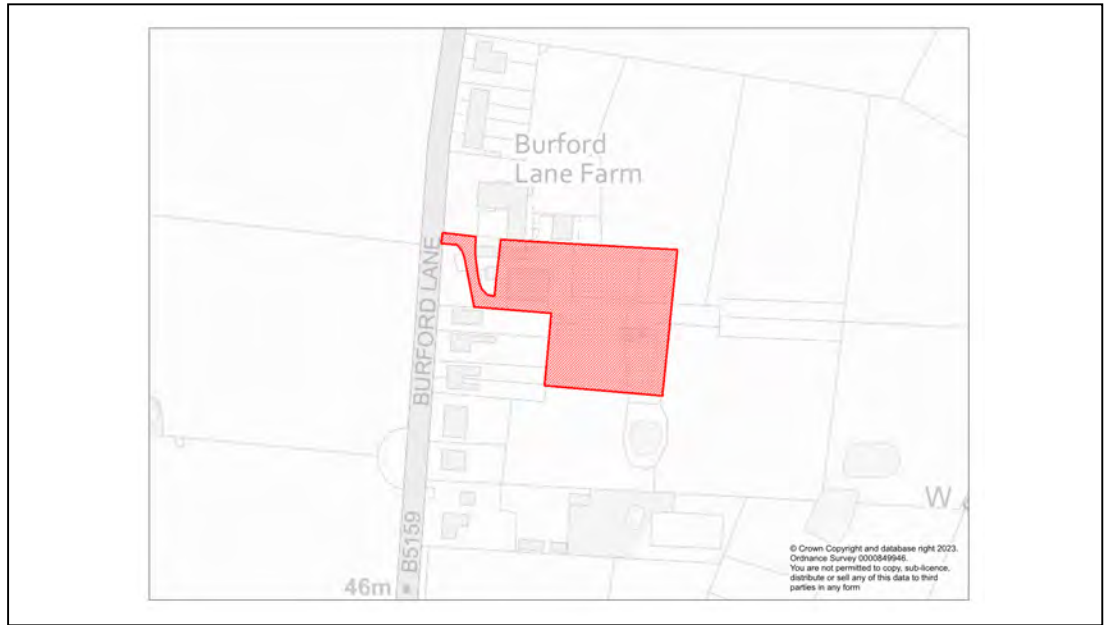 Burford
Lane Farm
BURFORD LANE
B5159
46m
W
© Crown Copyright and database right 2023.
Ordnance Survey 0000849946.
You are not permitted to copy, sub-licence,
distribute or sell any of this data to third
parties in any form